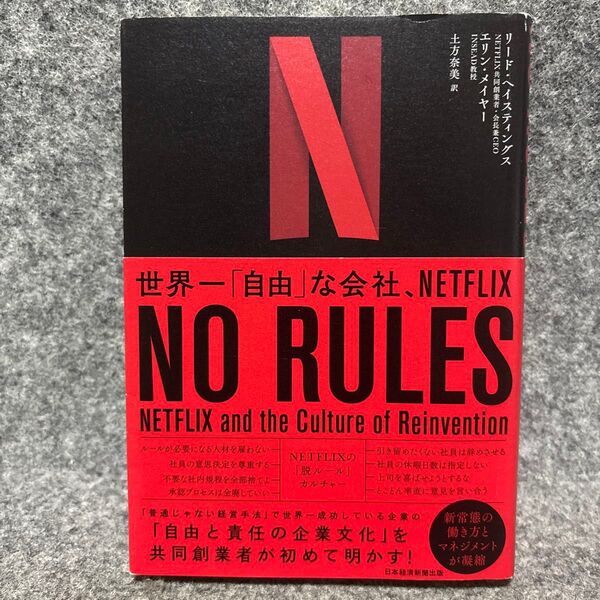 リード・ヘイスティングス
NETFLIX共同創業者・会長兼CEO
エリン・メイヤー
INSEAD教授
土方奈美 訳
N
世界一「自由」な会社、NETFLIX
NO RULES
NETFLIX and the Culture of Reinvention
ルールが必要になる人材を雇わない
社員の意思決定を尊重する
不要な社内規程を全部捨てよ
承認プロセスは全廃していい
NETFLIXの
「脱ルール」
カルチャー
引き留めたくない社員は辞めさせる
社員の休暇日数は指定しない
上司を喜ばせようとするな
とことん率直に意見を言い合う
「普通じゃない経営手法」で世界一成功している企業の
「自由と責任の企業文化」を
共同創業者が初めて明かす!
新常態の
働き方と
マネジメント
が凝縮
日本経済新聞出版